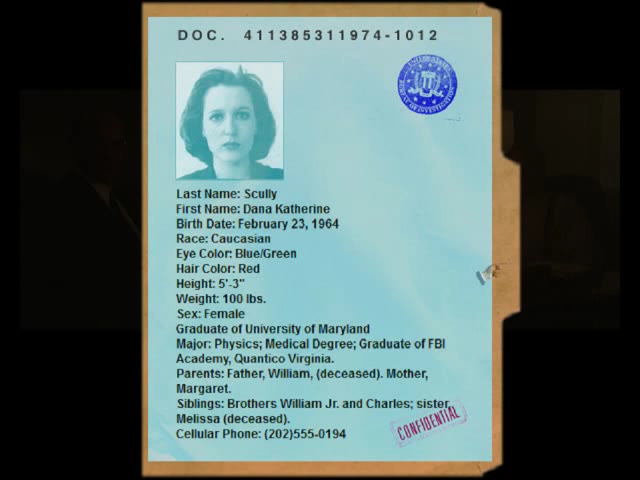 DOC. 411385311974-1012
BUREAU OF INVESTIGATION
Last Name: Scully
First Name: Dana Katherine
Birth Date: February 23, 1964
Race: Caucasian
Eye Color: Blue/Green
Hair Color: Red
Height: 5'-3"
Weight: 100 lbs.
Sex: Female
Graduate of University of Maryland
Major: Physics; Medical Degree; Graduate of FBI
Academy, Quantico Virginia.
Parents: Father, William, (deceased). Mother,
Margaret.
Siblings: Brothers William Jr. and Charles; sister,
Melissa (deceased).
Cellular Phone: (202)555-0194
CONFIDENTIAL